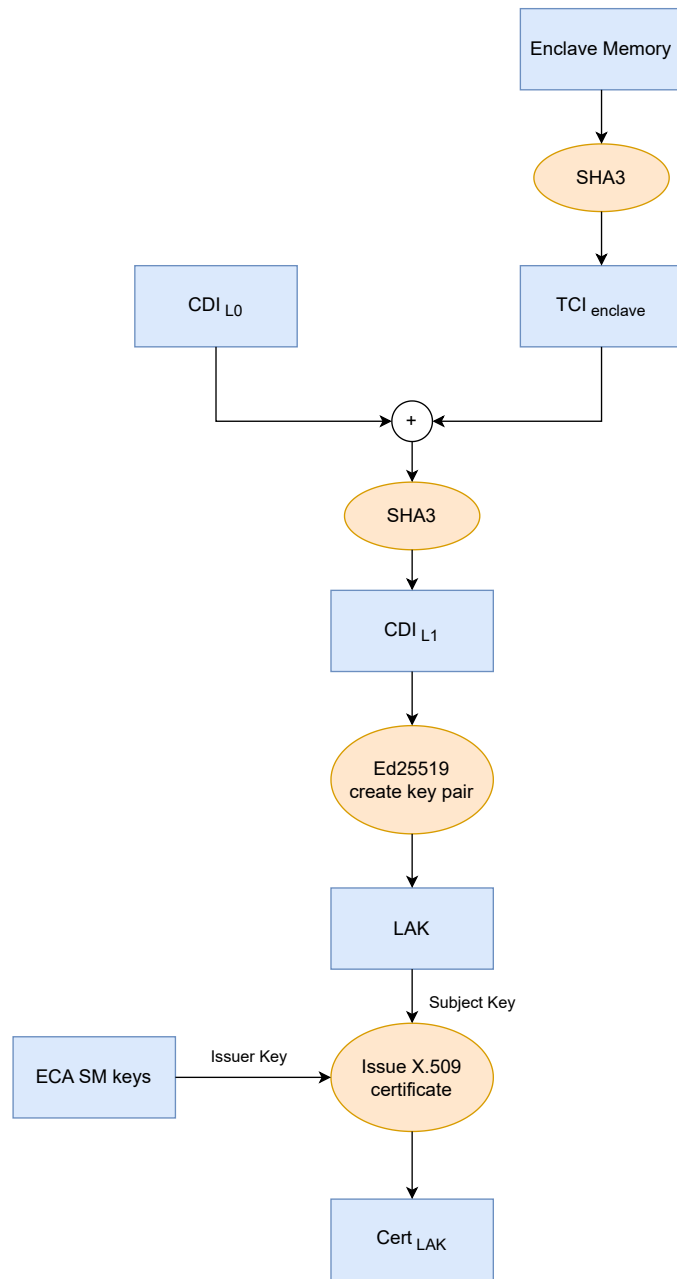 Enclave Memory
SHA3
CDI L0
TCI enclave
+
SHA3
CDI L1
Ed25519
create key pair
LAK
Subject Key
Issuer Key
ECA SM keys
Issue X.509
certificate
Cert LAK